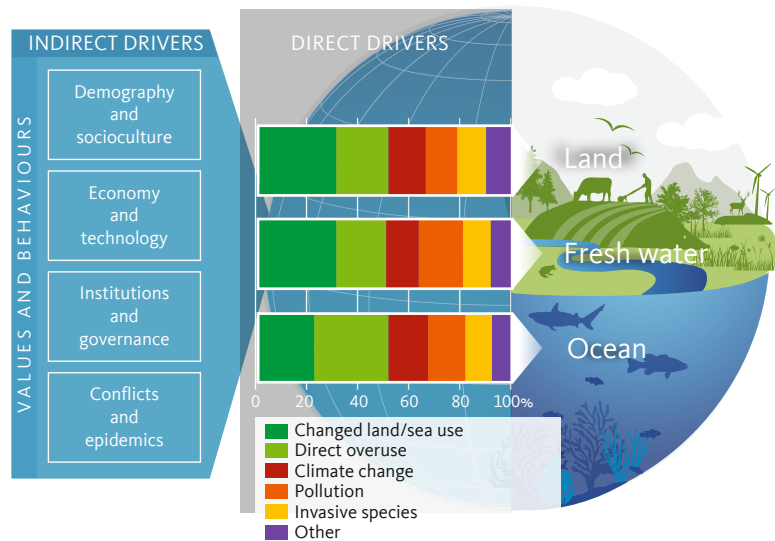 INDIRECT DRIVERS
VALUES AND BEHAVIOURS
Demography
and
socioculture
Economy
and
technology
Institutions
and
governance
Conflicts
and
epidemics
DIRECT DRIVERS
Land
Fresh water
Ocean
0 20 40 60 80 100%
Changed land/sea use
Direct overuse
Climate change
Pollution
Invasive species
Other